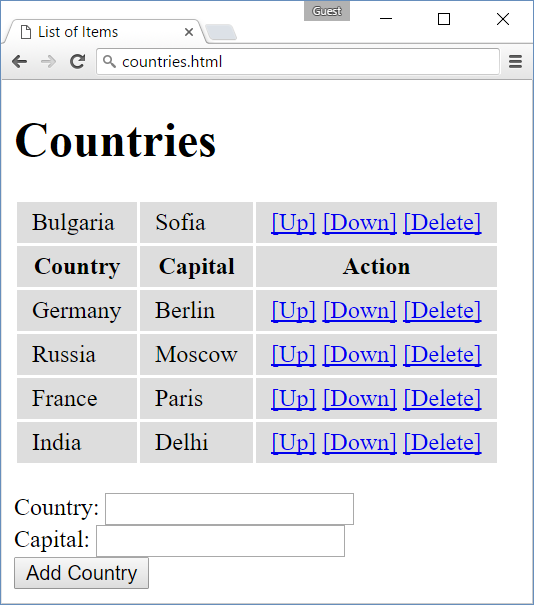 Guest
List of Items
countries.html
Countries
Bulgaria Sofia [Up] [Down] [Delete]
Country Capital Action
Germany Berlin [Up] [Down] [Delete]
Russia Moscow [Up] [Down] [Delete]
France Paris [Up] [Down] [Delete]
India Delhi [Up] [Down] [Delete]
Country:
Capital:
Add Country